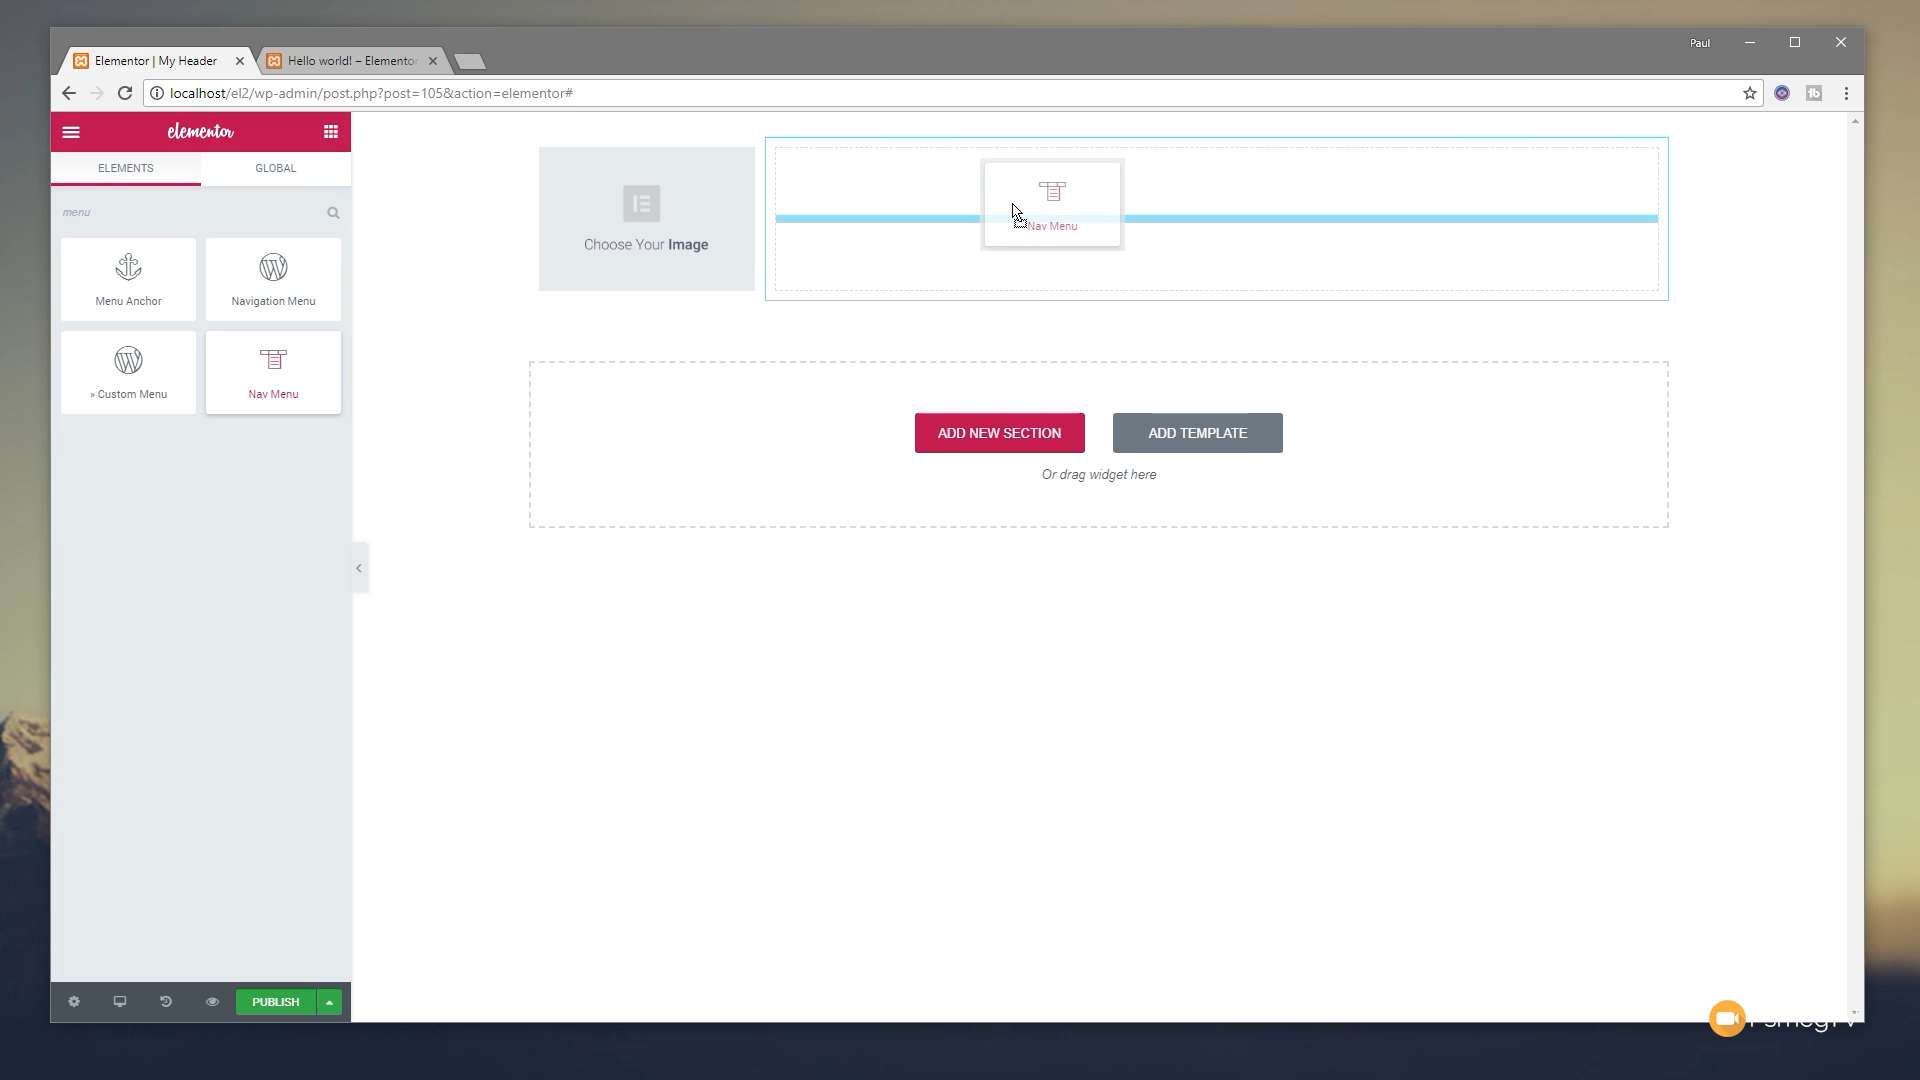 Paul
Elementor | My Header
Hello world! – Elementor
localhost/el2/wp-admin/post.php?post=105&action=elementor#
elementor
ELEMENTS
GLOBAL
menu
Menu Anchor
Navigation Menu
» Custom Menu
Nav Menu
Choose Your Image
Nav Menu
ADD NEW SECTION
ADD TEMPLATE
Or drag widget here
PUBLISH